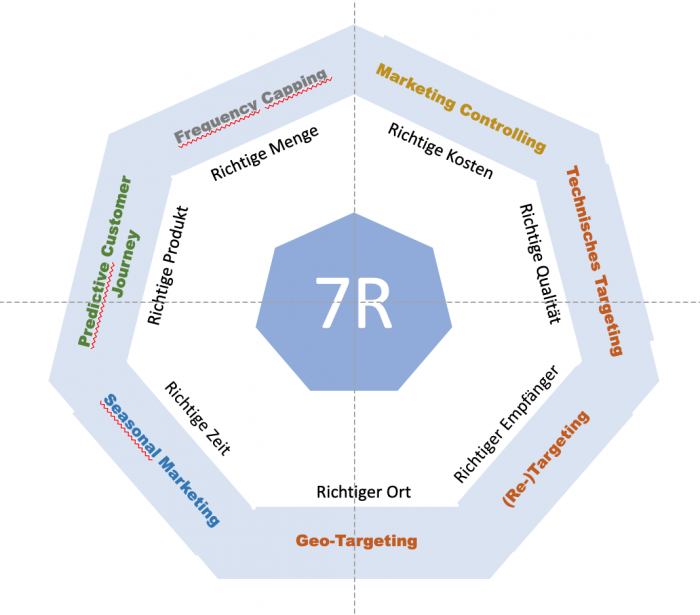 Frequency Capping
Marketing Controlling
Richtige Menge
Richtige Kosten
Technisches Targeting
Predictive Customer
Journey
Richtige Produkt
Richtige Qualität
7R
Richtige Zeit
Richtiger Empfänger
Seasonal Marketing
(Re-)Targeting
Richtiger Ort
Geo-Targeting